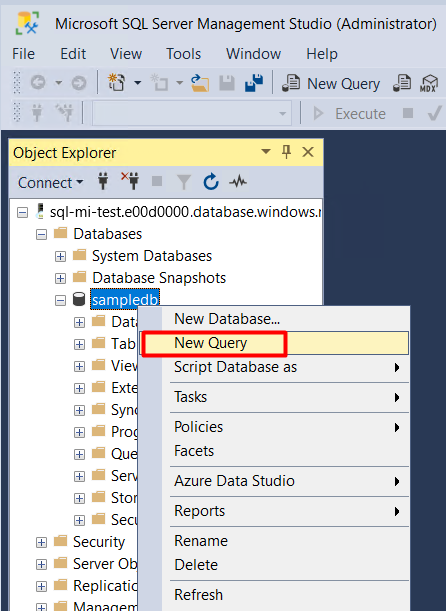 Microsoft SQL Server Management Studio (Administrator)
File Edit View Tools Window Help
New Query MDX
Execute
Object Explorer
Connect
sql-mi-test.e00d0000.database.windows.
Databases
System Databases
Database Snapshots
sampledb
New Database...
Dat
New Query
Tab
Script Database as
View
Tasks
Exte
Sync
Policies
Prog
Facets
Que
Serv
Azure Data Studio
Stor
Reports
Secu
Rename
Security
Delete
Server Ob
Replicatio
Refresh
Managem